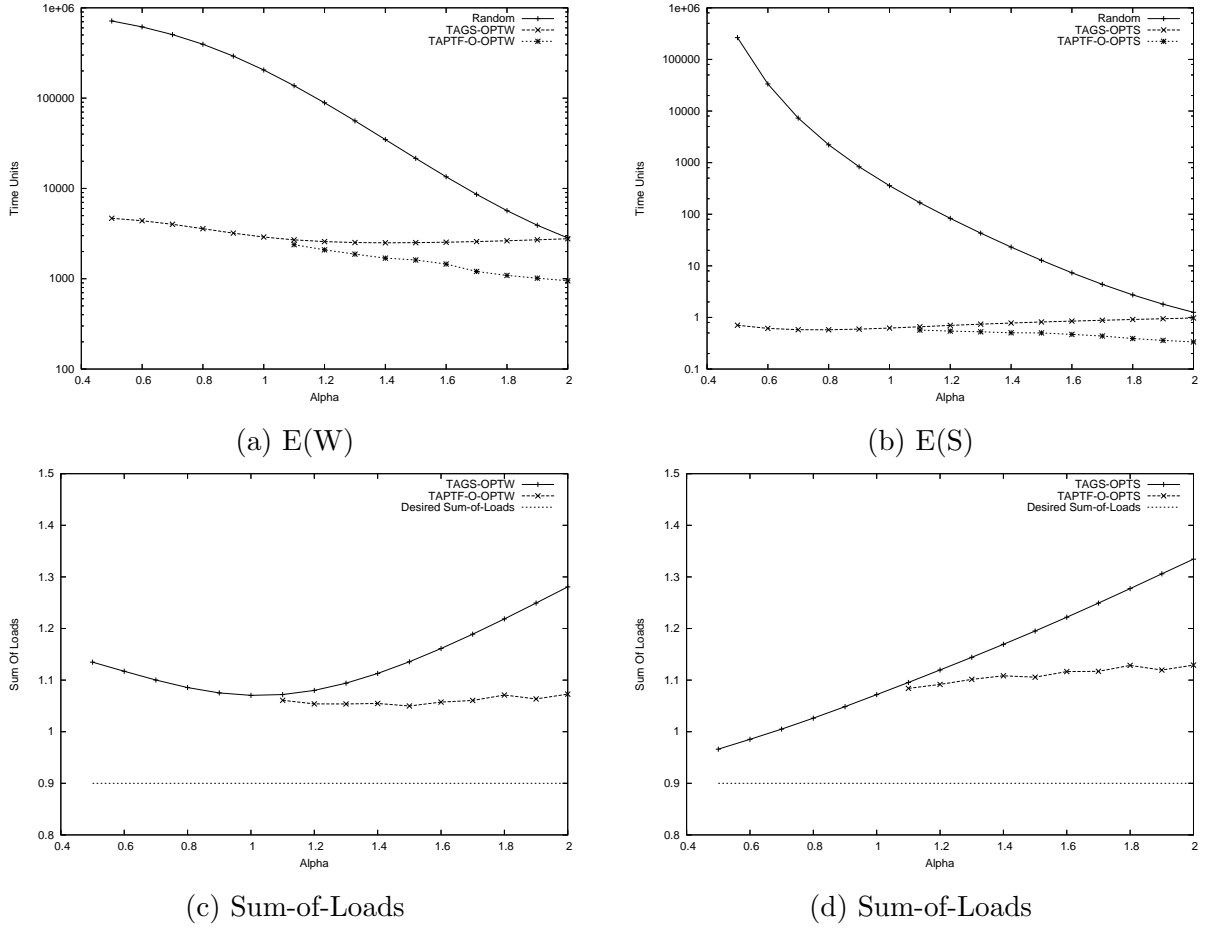 1e+06
100000
10000
1000
100
0.4 0.6 0.8 1 1.2 1.4 1.6 1.8 2
Time Units
Alpha
Random
TAGS-OPTW
TAPTF-O-OPTW
(a) E(W)
1e+06
100000
10000
1000
100
10
1
0.1
0.4 0.6 0.8 1 1.2 1.4 1.6 1.8 2
Time Units
Alpha
Random
TAGS-OPTS
TAPTF-O-OPTS
(b) E(S)
1.5
1.4
1.3
1.2
1.1
1
0.9
0.8
0.4 0.6 0.8 1 1.2 1.4 1.6 1.8 2
Sum Of Loads
Alpha
TAGS-OPTW
TAPTF-O-OPTW
Desired Sum-of-Loads
(c) Sum-of-Loads
1.5
1.4
1.3
1.2
1.1
1
0.9
0.8
0.4 0.6 0.8 1 1.2 1.4 1.6 1.8 2
Sum Of Loads
Alpha
TAGS-OPTS
TAPTF-O-OPTS
Desired Sum-of-Loads
(d) Sum-of-Loads